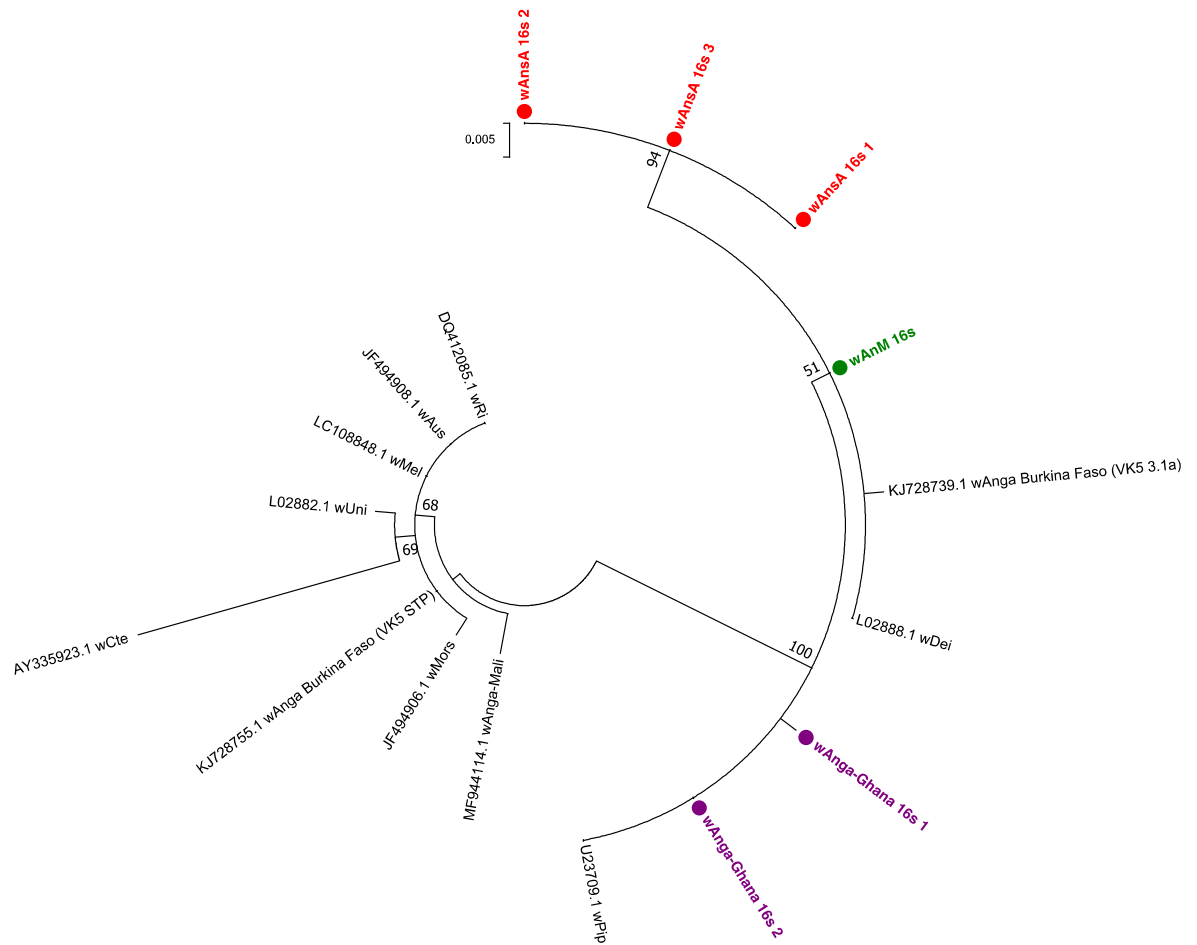 wAnsA 16s 2
wAnsA 16s 3
wAnsA 16s 1
0.005
94
wAnM 16s
51
KJ728739.1 wAnga Burkina Faso (VK5 3.1a)
L02888.1 wDei
100
wAnga-Ghana 16s 1
wAnga-Ghana 16s 2
U23709.1 wPip
MF944114.1 wAnga-Mali
JF494906.1 wMors
KJ728755.1 wAnga Burkina Faso (VK5 STP)
AY335923.1 wCte
69
L02882.1 wUni
68
LC108848.1 wMel
JF494908.1 wAus
DQ412085.1 wRi